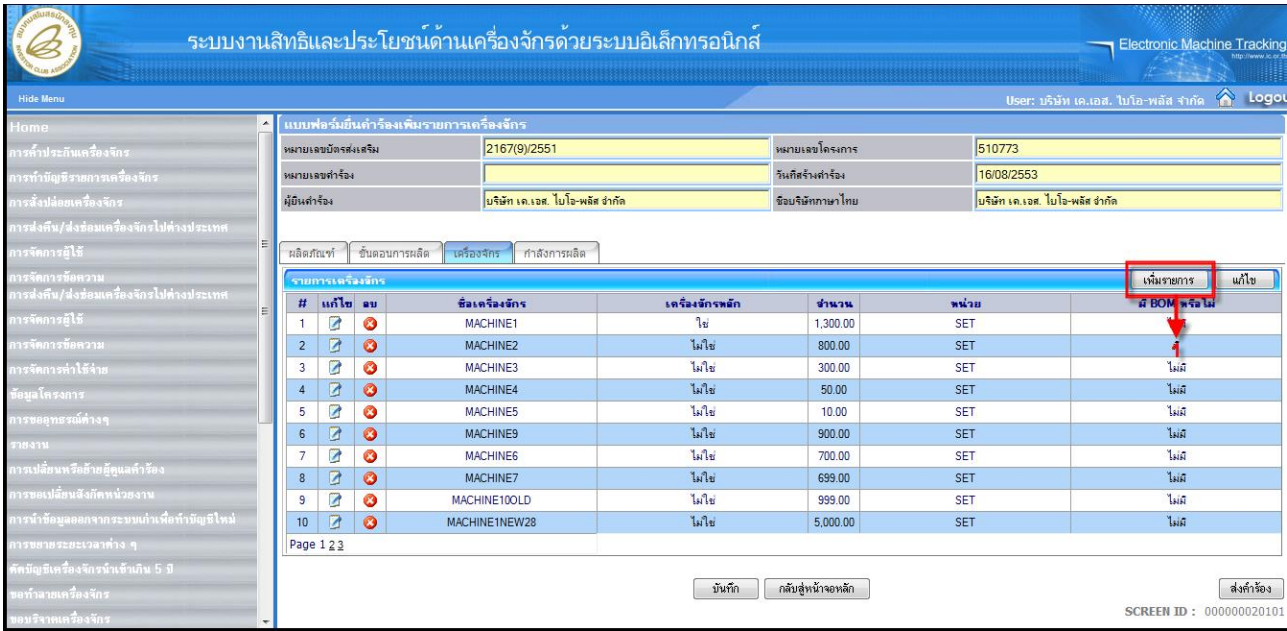 ระบบงานสิทธิและประโยชน์ด้านเครื่องจักรด้วยระบบอิเล็กทรอนิกส์
Electronic Machine Tracking
Hide Menu
User: บริษัท เค.เอส. ไบโอ-พลัส จำกัด Logou
Home
การค้ำประกันเครื่องจักร
การทำบัญชีรายการเครื่องจักร
การสั่งปล่อยเครื่องจักร
การส่งคืน/ส่งซ่อมเครื่องจักรไปต่างประเทศ
การจัดการผู้ใช้
การจัดการข้อความ
การส่งคืน/ส่งซ่อมเครื่องจักรไปต่างประเทศ
การจัดการผู้ใช้
การจัดการข้อความ
การจัดการค่าใช้จ่าย
ข้อมูลโครงการ
การขออุทธรณ์ต่างๆ
รายงาน
การเปลี่ยนหรือย้ายผู้ดูแลคำร้อง
การขอเปลี่ยนสังกัดหน่วยงาน
การนำข้อมูลออกจากระบบเก่าเพื่อทำบัญชีใหม่
การขยายระยะเวลาต่าง ๆ
ตัดบัญชีเครื่องจักรนำเข้าเกิน 5 ปี
ขอทำลายเครื่องจักร
ขอบริจาคเครื่องจักร
แบบฟอร์มยื่นคำร้องเพิ่มรายการเครื่องจักร
หมายเลขบัตรส่งเสริม 2167(9)/2551 หมายเลขโครงการ 510773
หมายเลขคำร้อง วันที่สร้างคำร้อง 16/08/2553
ผู้ยื่นคำร้อง บริษัท เค.เอส. ไบโอ-พลัส จำกัด ชื่อบริษัทภาษาไทย บริษัท เค.เอส. ไบโอ-พลัส จำกัด
ผลิตภัณฑ์ ขั้นตอนการผลิต เครื่องจักร กำลังการผลิต
รายการเครื่องจักร เพิ่มรายการ แก้ไข
# แก้ไข ลบ ชื่อเครื่องจักร เครื่องจักรหลัก จำนวน หน่วย มี BOM หรือไม่
1 MACHINE1 ใช่ 1,300.00 SET
2 MACHINE2 ไม่ใช่ 800.00 SET 1
3 MACHINE3 ไม่ใช่ 300.00 SET ไม่มี
4 MACHINE4 ไม่ใช่ 50.00 SET ไม่มี
5 MACHINE5 ไม่ใช่ 10.00 SET ไม่มี
6 MACHINE9 ไม่ใช่ 900.00 SET ไม่มี
7 MACHINE6 ไม่ใช่ 700.00 SET ไม่มี
8 MACHINE7 ไม่ใช่ 699.00 SET ไม่มี
9 MACHINE10OLD ไม่ใช่ 999.00 SET ไม่มี
10 MACHINE1NEW28 ไม่ใช่ 5,000.00 SET ไม่มี
Page 1 2 3
บันทึก กลับสู่หน้าจอหลัก ส่งคำร้อง
SCREEN ID : 000000020101